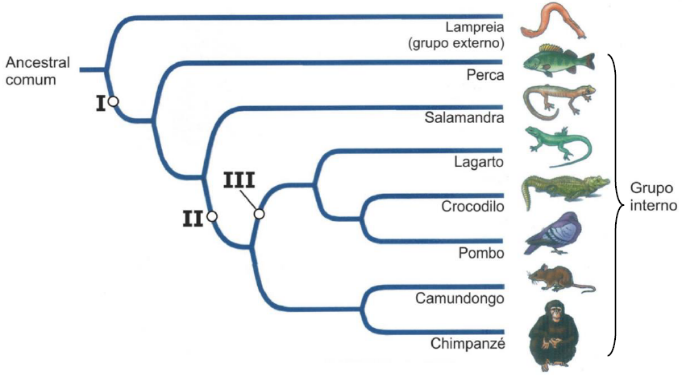 Lampreia
(grupo externo)
Ancestral
comum
Perca
I
Salamandra
Lagarto
III
Crocodilo
Grupo
interno
II
Pombo
Camundongo
Chimpanzé